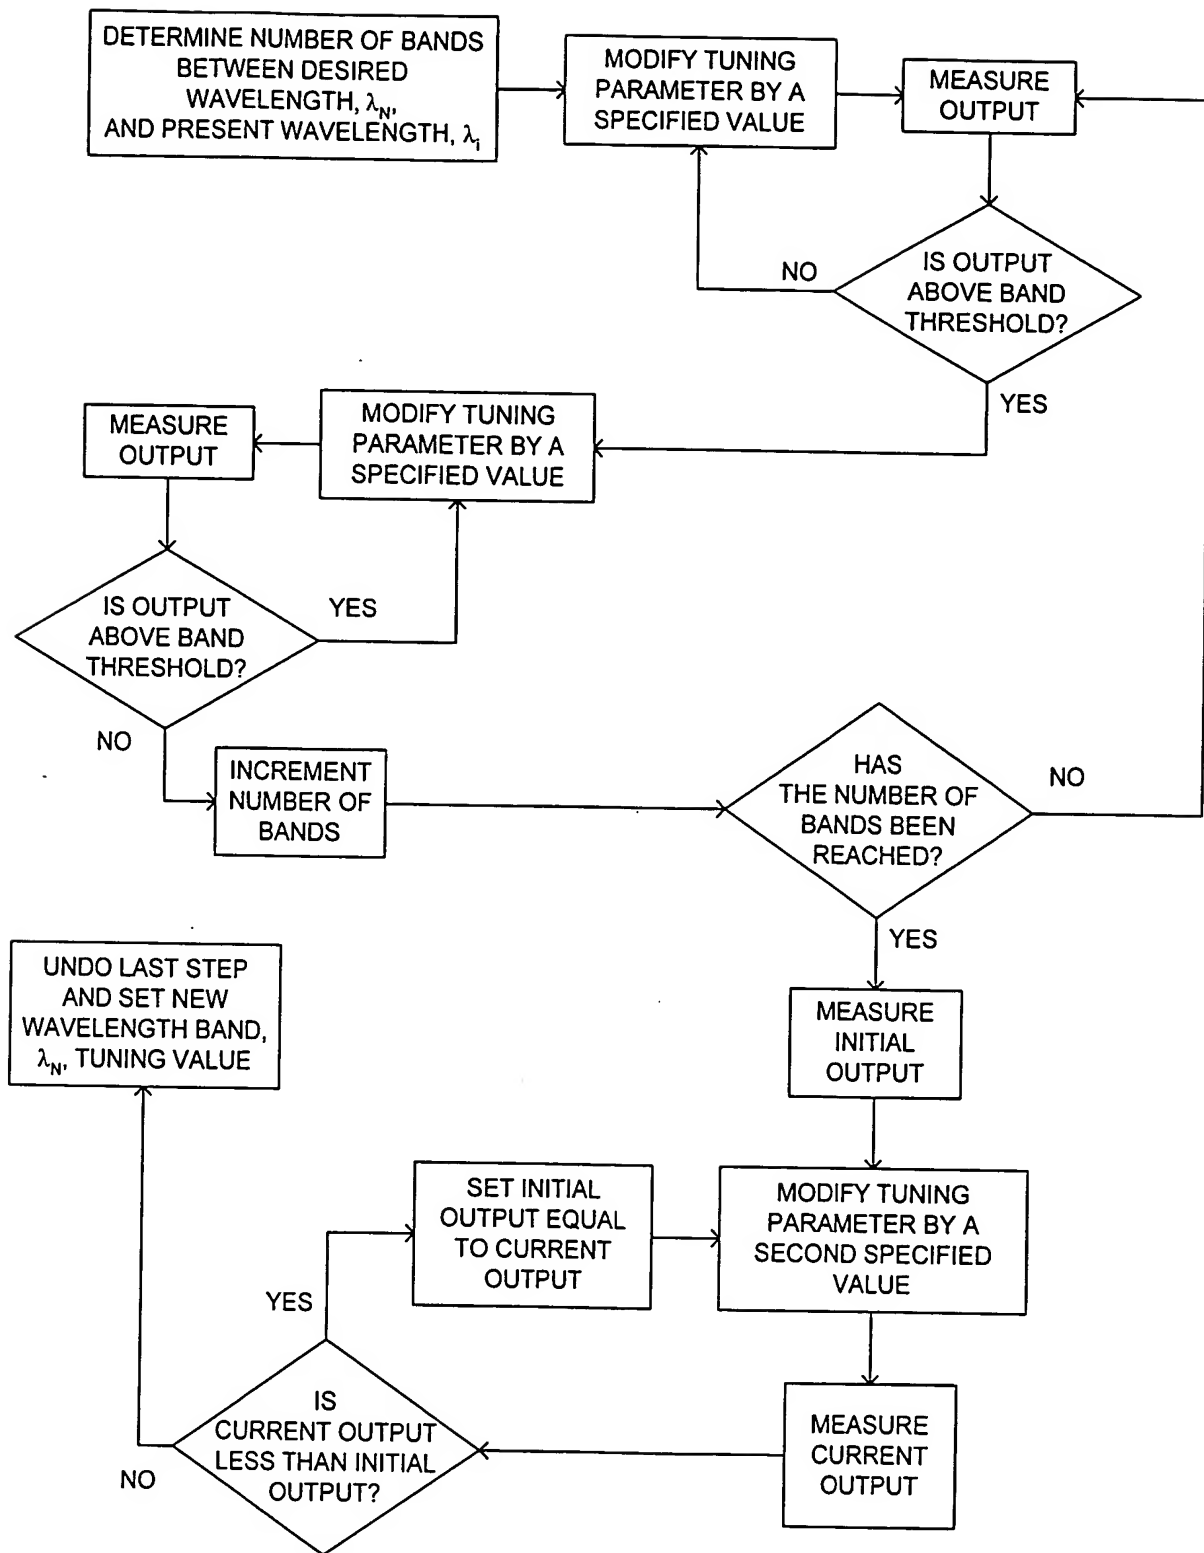 DETERMINE NUMBER OF BANDS
BETWEEN DESIRED
WAVELENGTH, λN,
AND PRESENT WAVELENGTH, λi
MODIFY TUNING
PARAMETER BY A
SPECIFIED VALUE
MEASURE
OUTPUT
IS OUTPUT
ABOVE BAND
THRESHOLD?
NO
YES
MODIFY TUNING
PARAMETER BY A
SPECIFIED VALUE
MEASURE
OUTPUT
IS OUTPUT
ABOVE BAND
THRESHOLD?
YES
NO
INCREMENT
NUMBER OF
BANDS
HAS
THE NUMBER OF
BANDS BEEN
REACHED?
NO
YES
MEASURE
INITIAL
OUTPUT
MODIFY TUNING
PARAMETER BY A
SECOND SPECIFIED
VALUE
MEASURE
CURRENT
OUTPUT
IS
CURRENT OUTPUT
LESS THAN INITIAL
OUTPUT?
YES
SET INITIAL
OUTPUT EQUAL
TO CURRENT
OUTPUT
NO
UNDO LAST STEP
AND SET NEW
WAVELENGTH BAND,
λN, TUNING VALUE